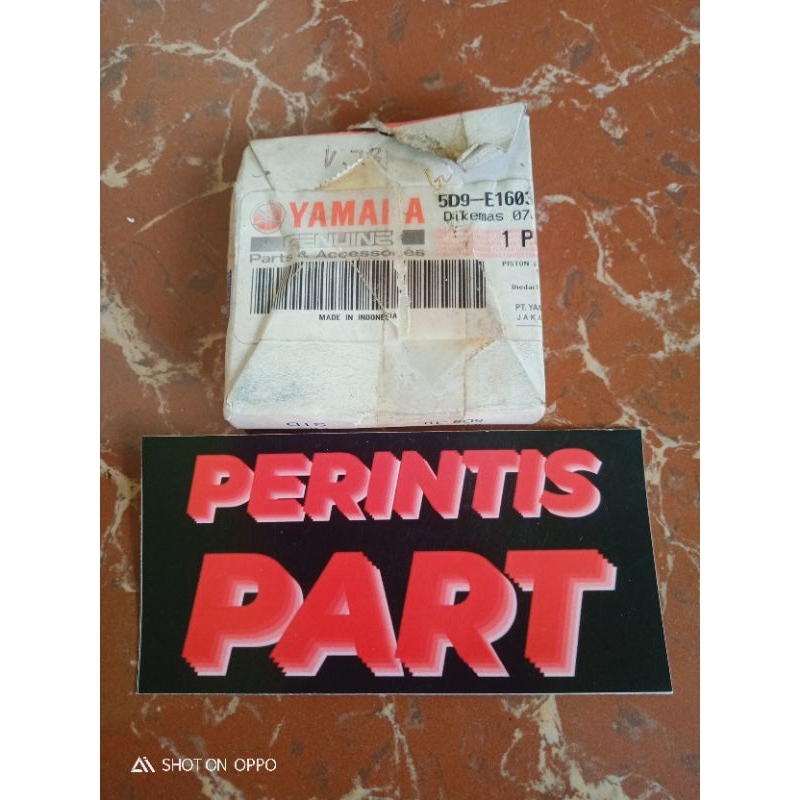 YAMAHA
GENUINE
Parts & Accessories
5D9-E1603
Dikemas 07
1 P
PISTON
MADE IN INDONESIA
PT. YA
JAKA
PERINTIS
PART
SHOT ON OPPO